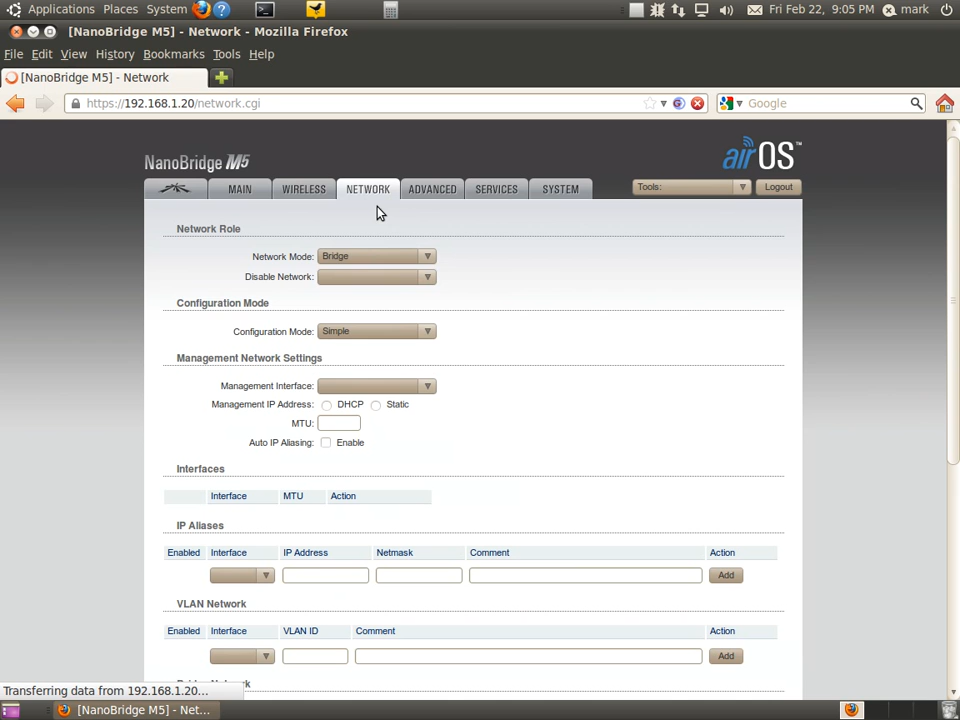 Applications Places System Fri Feb 22, 9:05 PM mark
[NanoBridge M5] - Network - Mozilla Firefox
File Edit View History Bookmarks Tools Help
[NanoBridge M5] - Network
https://192.168.1.20/network.cgi Google
NanoBridge M5 airOS™
MAIN WIRELESS NETWORK ADVANCED SERVICES SYSTEM Tools: Logout
Network Role
Network Mode: Bridge
Disable Network:
Configuration Mode
Configuration Mode: Simple
Management Network Settings
Management Interface:
Management IP Address: DHCP Static
MTU:
Auto IP Aliasing: Enable
Interfaces
Interface MTU Action
IP Aliases
Enabled Interface IP Address Netmask Comment Action
Add
VLAN Network
Enabled Interface VLAN ID Comment Action
Add
Transferring data from 192.168.1.20...
[NanoBridge M5] - Net...